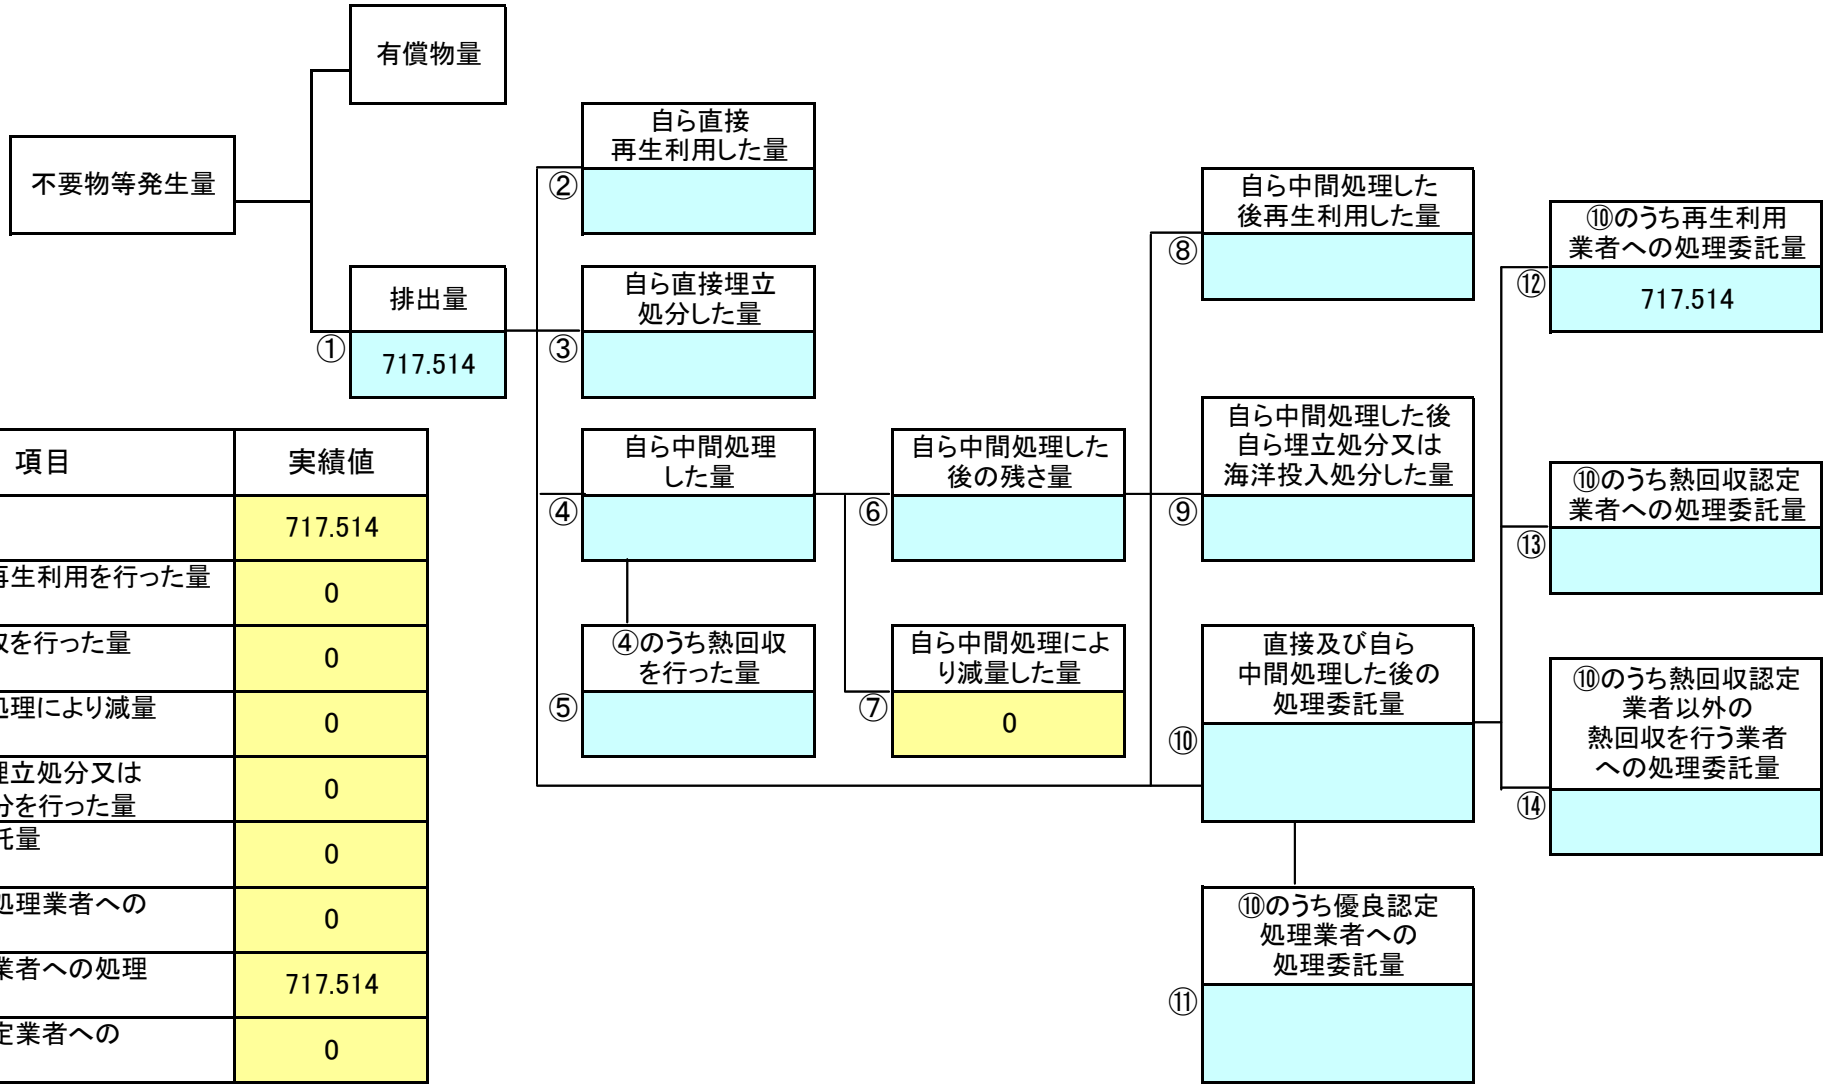 有償物量
不要物等発生量
排出量
①
717.514
自ら直接
再生利用した量
②
自ら直接埋立
処分した量
③
自ら中間処理
した量
④
④のうち熱回収
を行った量
⑤
自ら中間処理した
後の残さ量
⑥
自ら中間処理によ
り減量した量
⑦
0
自ら中間処理した
後再生利用した量
⑧
自ら中間処理した後
自ら埋立処分又は
海洋投入処分した量
⑨
直接及び自ら
中間処理した後の
処理委託量
⑩
⑩のうち優良認定
処理業者への
処理委託量
⑪
⑩のうち再生利用
業者への処理委託量
⑫
717.514
⑩のうち熱回収認定
業者への処理委託量
⑬
⑩のうち熱回収認定
業者以外の
熱回収を行う業者
への処理委託量
⑭
項目 実績値
717.514
再生利用を行った量
0
を行った量
0
処理により減量
0
埋立処分又は
分を行った量
0
託量
0
処理業者への
0
業者への処理
717.514
定業者への
0